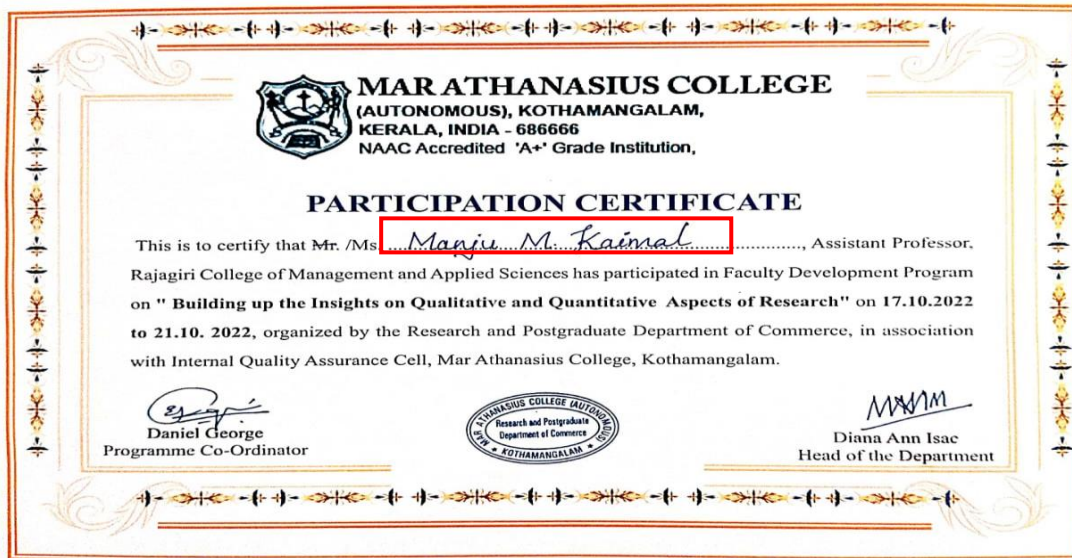 MAR ATHANASIUS COLLEGE
(AUTONOMOUS), KOTHAMANGALAM,
KERALA, INDIA - 686666
NAAC Accredited 'A+' Grade Institution,
PARTICIPATION CERTIFICATE
This is to certify that Mr. /Ms. Manju M. Kaimal, Assistant Professor,
Rajagiri College of Management and Applied Sciences has participated in Faculty Development Program
on " Building up the Insights on Qualitative and Quantitative Aspects of Research" on 17.10.2022
to 21.10. 2022, organized by the Research and Postgraduate Department of Commerce, in association
with Internal Quality Assurance Cell, Mar Athanasius College, Kothamangalam.
Daniel George
Programme Co-Ordinator
MAR ATHANASIUS COLLEGE (AUTONOMOUS)
Research and Postgraduate
Department of Commerce
* KOTHAMANGALAM *
Diana Ann Isac
Head of the Department